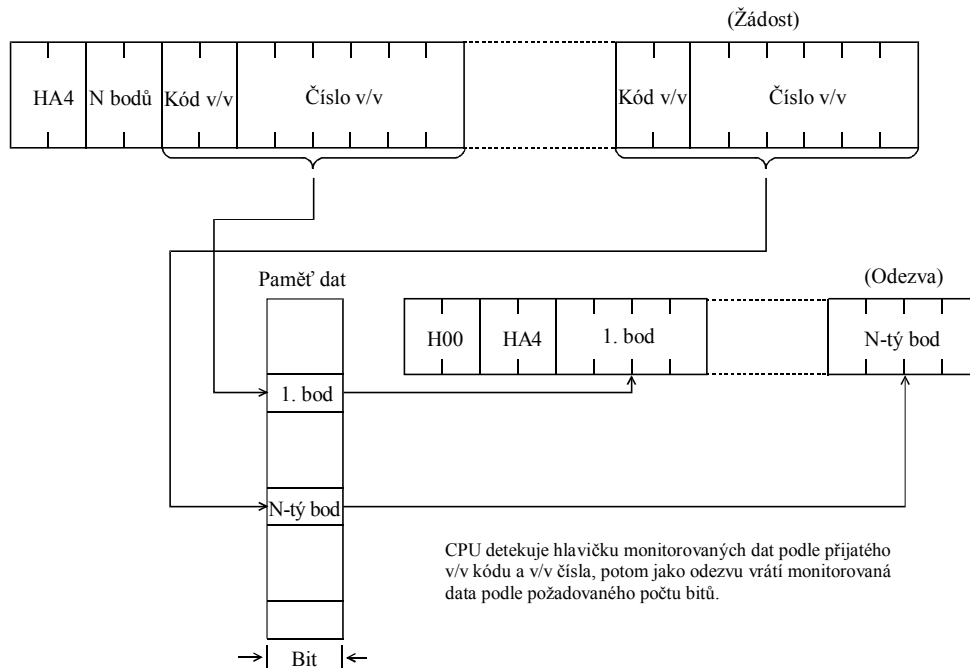 (Žádost)
HA4 N bodů Kód v/v Číslo v/v Kód v/v Číslo v/v
Paměť dat
(Odezva)
H00 HA4 1. bod N-tý bod
1. bod
N-tý bod
CPU detekuje hlavičku monitorovaných dat podle přijatého
v/v kódu a v/v čísla, potom jako odezvu vrátí monitorovaná
data podle požadovaného počtu bitů.
Bit